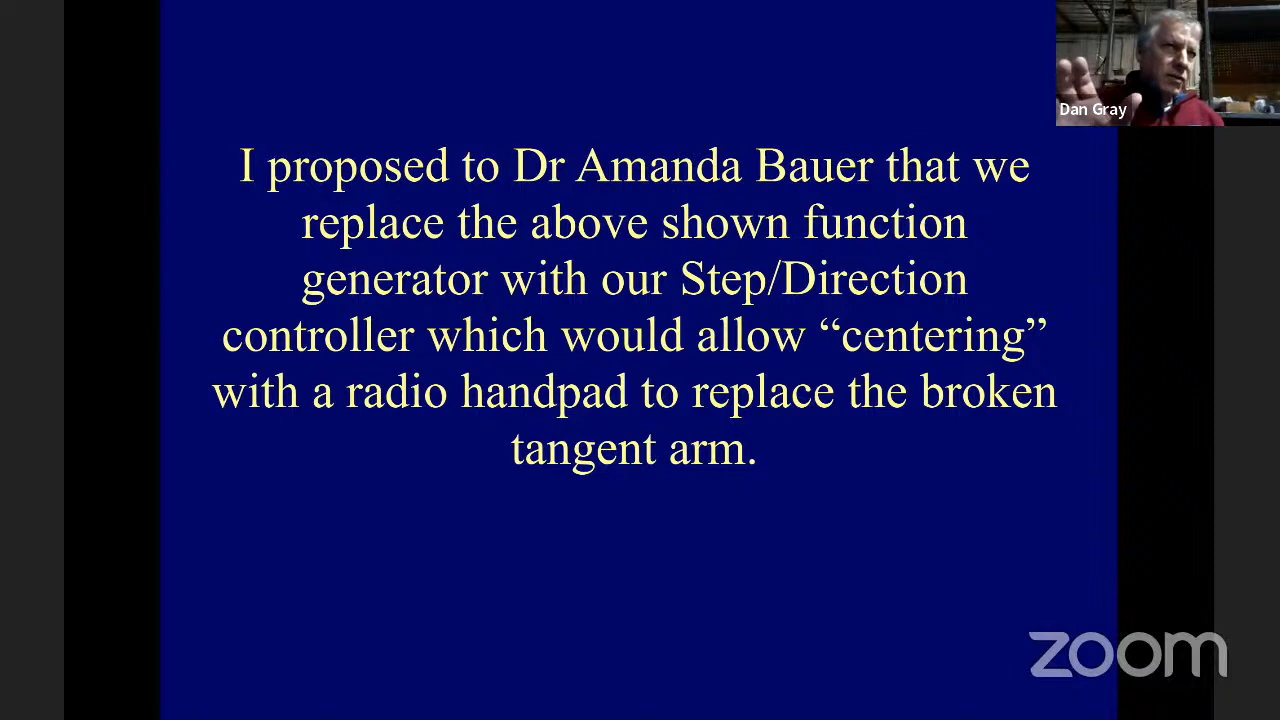 Dan Gray
I proposed to Dr Amanda Bauer that we
replace the above shown function
generator with our Step/Direction
controller which would allow “centering”
with a radio handpad to replace the broken
tangent arm.
zoom